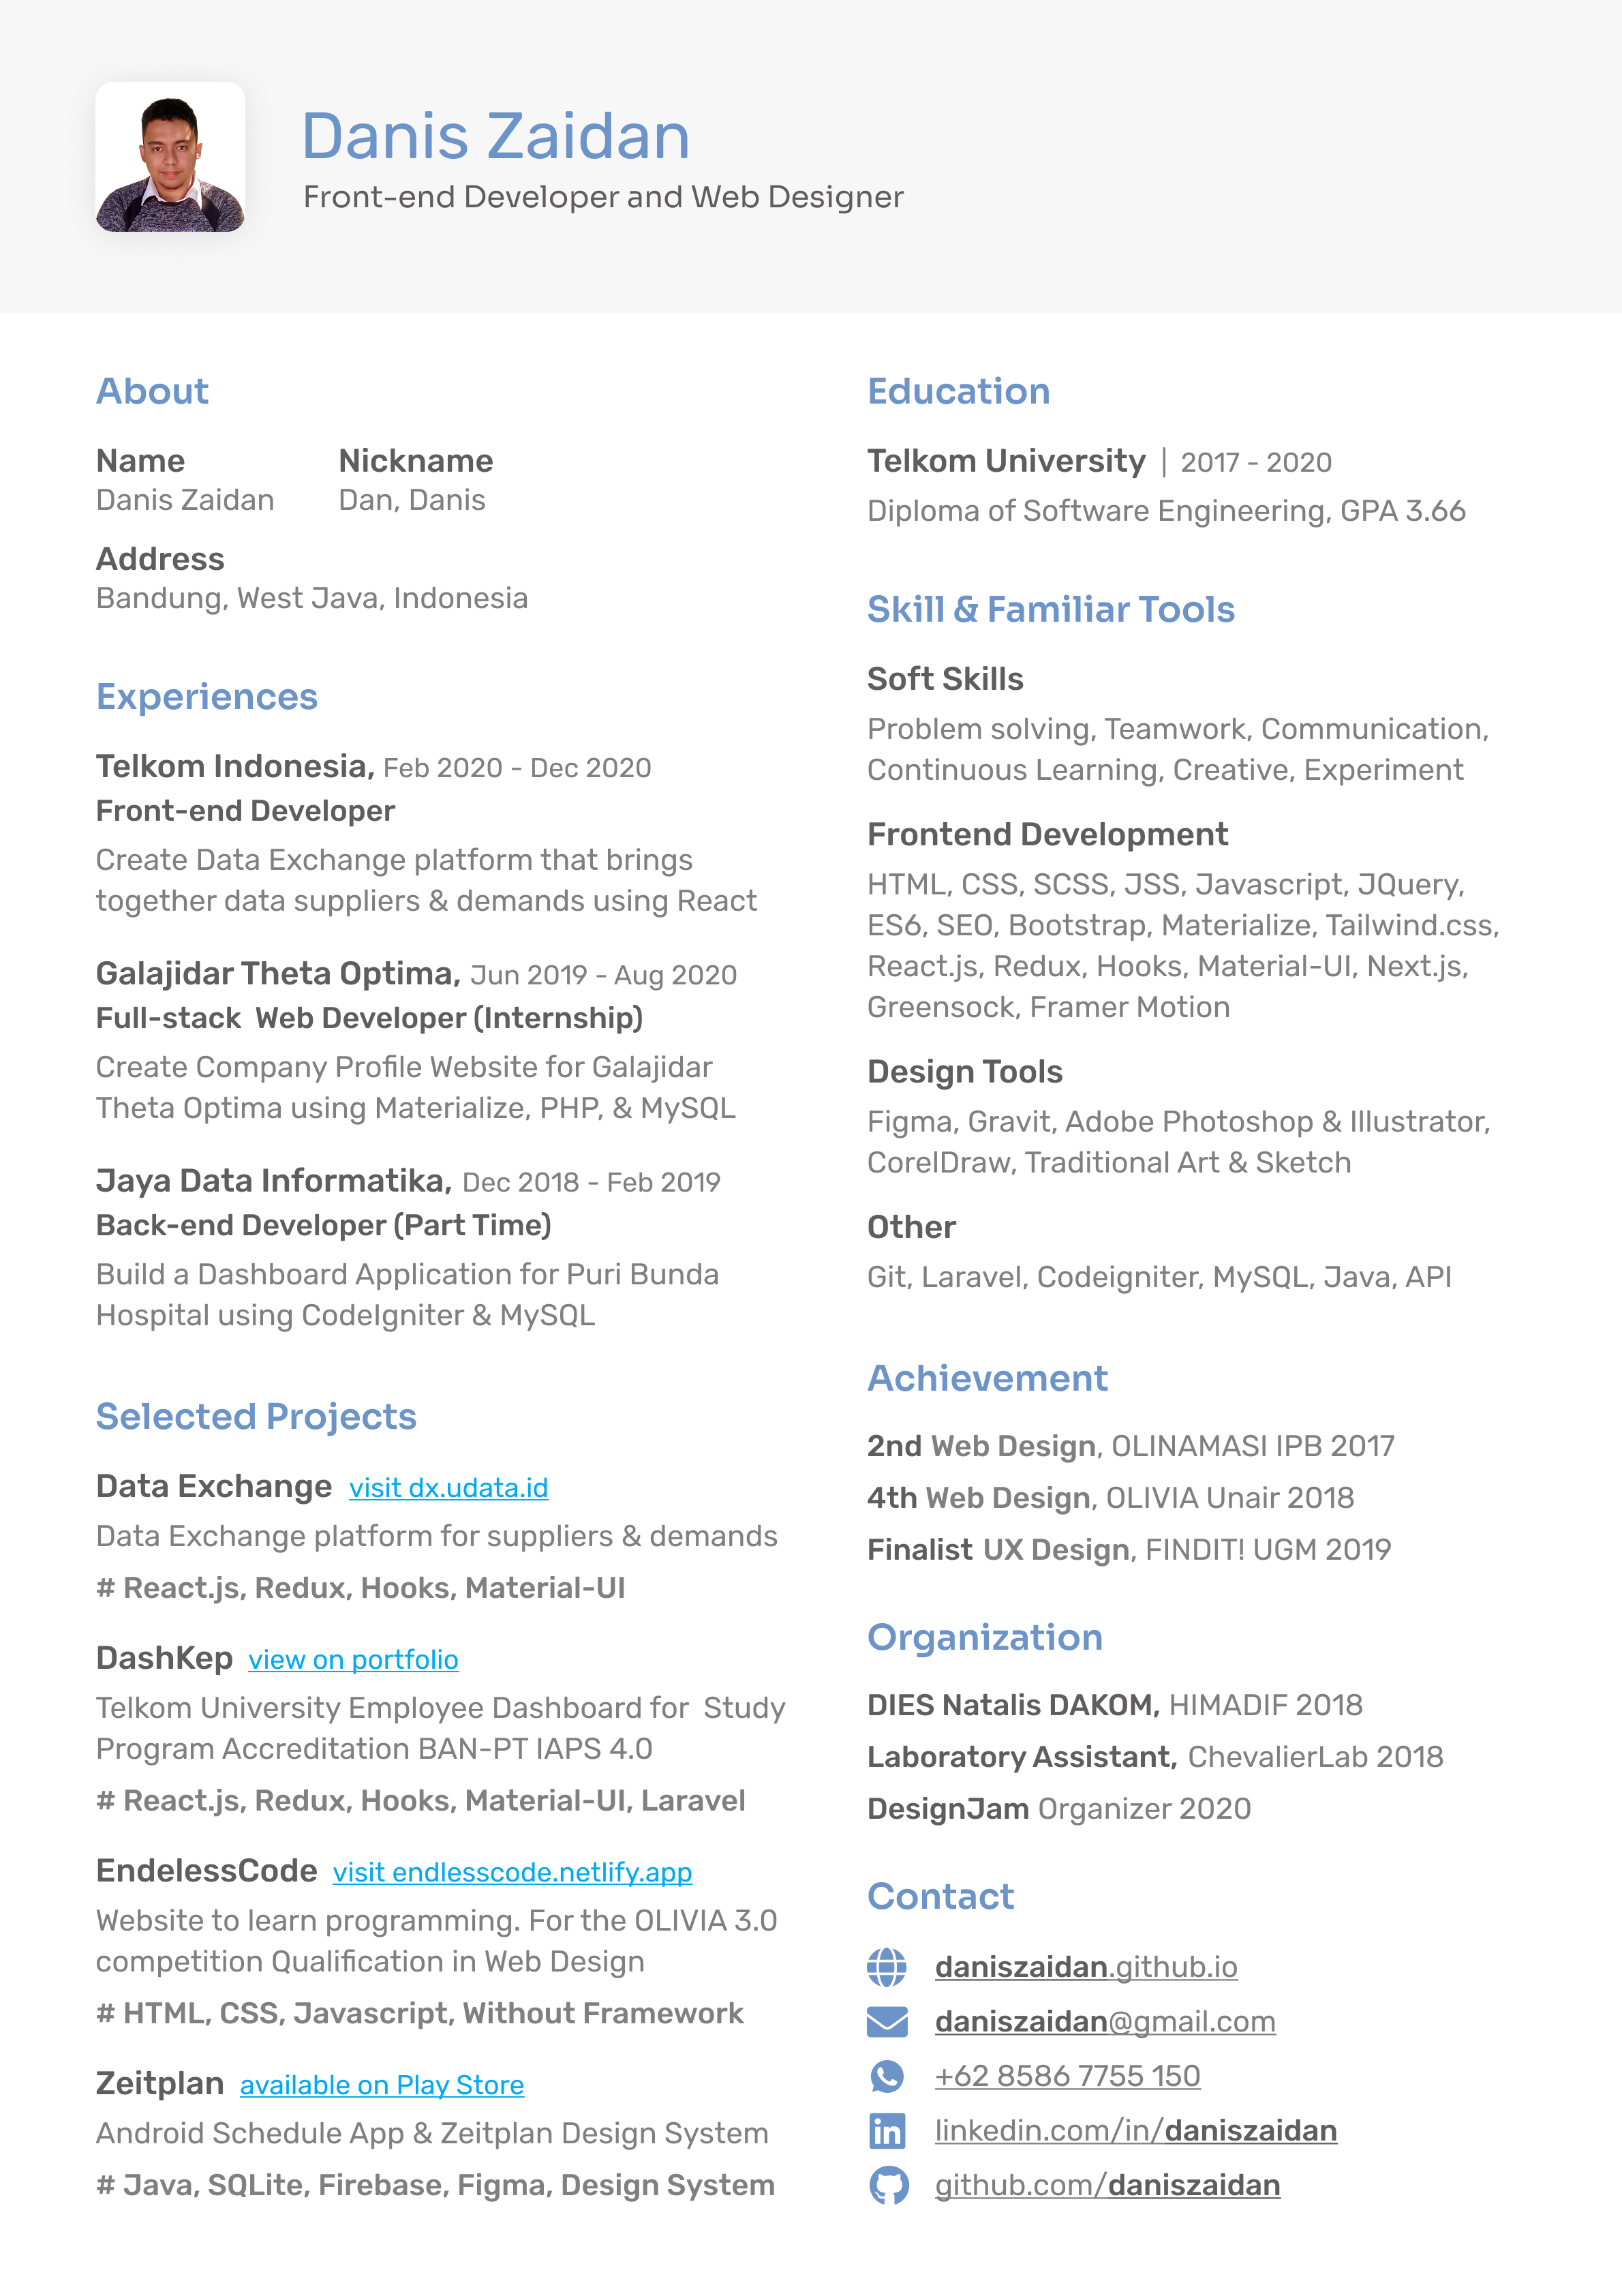 Danis Zaidan
Front-end Developer and Web Designer
About
Name
Danis Zaidan
Nickname
Dan, Danis
Address
Bandung, West Java, Indonesia
Experiences
Telkom Indonesia, Feb 2020 - Dec 2020
Front-end Developer
Create Data Exchange platform that brings
together data suppliers & demands using React
Galajidar Theta Optima, Jun 2019 - Aug 2020
Full-stack Web Developer (Internship)
Create Company Profile Website for Galajidar
Theta Optima using Materialize, PHP, & MySQL
Jaya Data Informatika, Dec 2018 - Feb 2019
Back-end Developer (Part Time)
Build a Dashboard Application for Puri Bunda
Hospital using CodeIgniter & MySQL
Selected Projects
Data Exchange visit dx.udata.id
Data Exchange platform for suppliers & demands
# React.js, Redux, Hooks, Material-UI
DashKep view on portfolio
Telkom University Employee Dashboard for Study
Program Accreditation BAN-PT IAPS 4.0
# React.js, Redux, Hooks, Material-UI, Laravel
EndelessCode visit endlesscode.netlify.app
Website to learn programming. For the OLIVIA 3.0
competition Qualification in Web Design
# HTML, CSS, Javascript, Without Framework
Zeitplan available on Play Store
Android Schedule App & Zeitplan Design System
# Java, SQLite, Firebase, Figma, Design System
Education
Telkom University | 2017 - 2020
Diploma of Software Engineering, GPA 3.66
Skill & Familiar Tools
Soft Skills
Problem solving, Teamwork, Communication,
Continuous Learning, Creative, Experiment
Frontend Development
HTML, CSS, SCSS, JSS, Javascript, JQuery,
ES6, SEO, Bootstrap, Materialize, Tailwind.css,
React.js, Redux, Hooks, Material-UI, Next.js,
Greensock, Framer Motion
Design Tools
Figma, Gravit, Adobe Photoshop & Illustrator,
CorelDraw, Traditional Art & Sketch
Other
Git, Laravel, Codeigniter, MySQL, Java, API
Achievement
2nd Web Design, OLINAMASI IPB 2017
4th Web Design, OLIVIA Unair 2018
Finalist UX Design, FINDIT! UGM 2019
Organization
DIES Natalis DAKOM, HIMADIF 2018
Laboratory Assistant, ChevalierLab 2018
DesignJam Organizer 2020
Contact
daniszaidan.github.io
daniszaidan@gmail.com
+62 8586 7755 150
linkedin.com/in/daniszaidan
github.com/daniszaidan